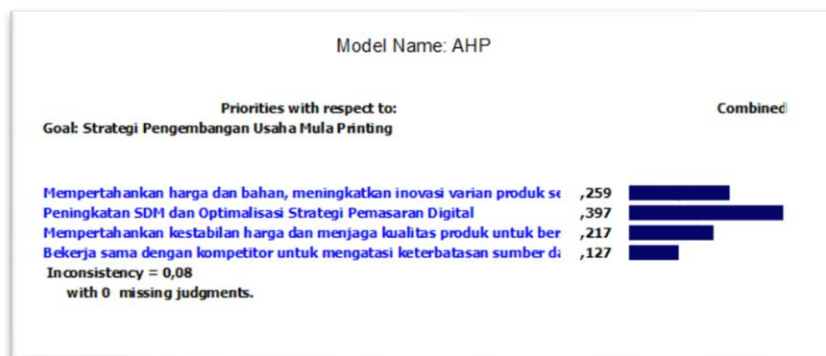 Model Name: AHP
Priorities with respect to: Combined
Goal: Strategi Pengembangan Usaha Mula Printing
Mempertahankan harga dan bahan, meningkatkan inovasi varian produk se ,259
Peningkatan SDM dan Optimalisasi Strategi Pemasaran Digital ,397
Mempertahankan kestabilan harga dan menjaga kualitas produk untuk ber ,217
Bekerja sama dengan kompetitor untuk mengatasi keterbatasan sumber da ,127
Inconsistency = 0,08
with 0 missing judgments.